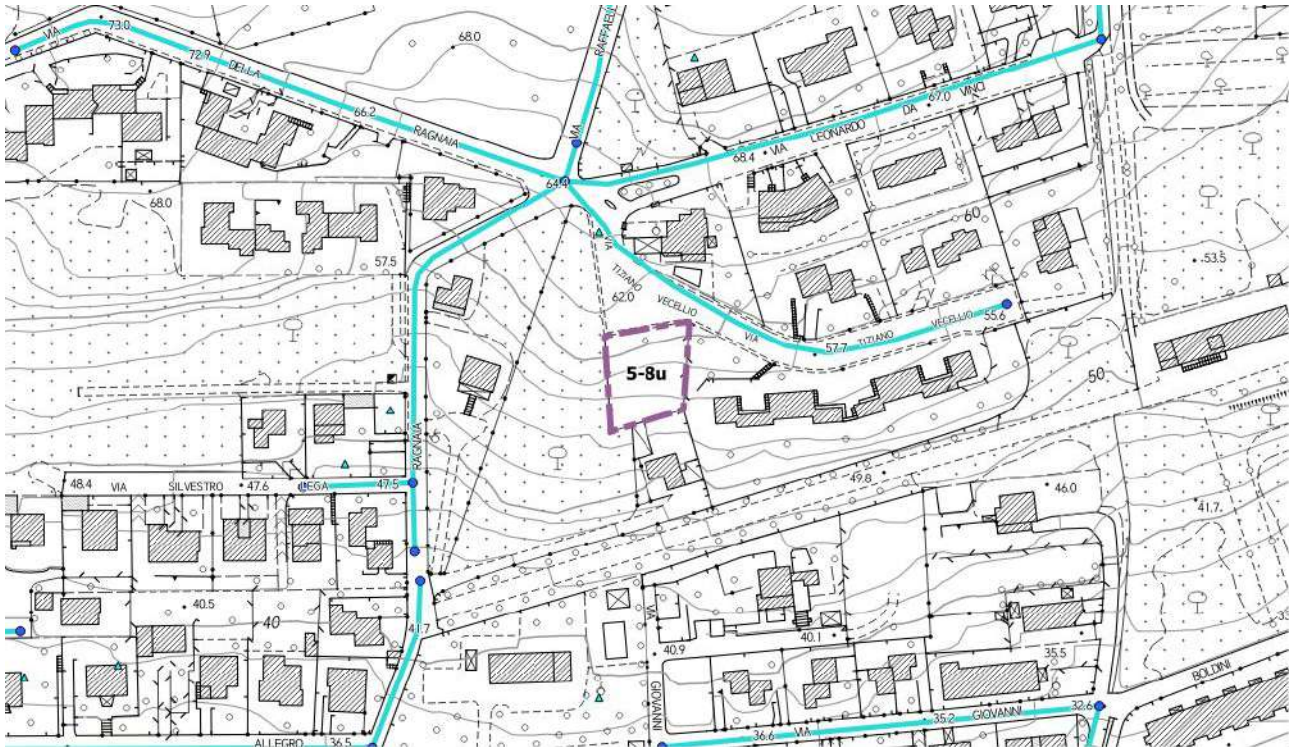 VIA
73.0
72.9
DELLA
66.2
RAGNAIA
68.0
VIA
RAFFAELL
68.0
67.0
VIA LEONARDO DA VINCI
68.4
64.4
57.5
60
53.5
VIA
TIZIANO
62.0
VECELLIO
VIA
57.7
TIZIANO
VECELLIO
55.6
5-8u
50
RAGNAIA
48.4
VIA
SILVESTRO
47.6
LEGA
47.5
49.8
46.0
41.7
40.5
40
41.7
VIA
40.1
40.9
35.5
GIOVANNI
BOLDINI
32.6
GIOVANNI
35.2
VIA
36.6
ALLEGRO
36.5